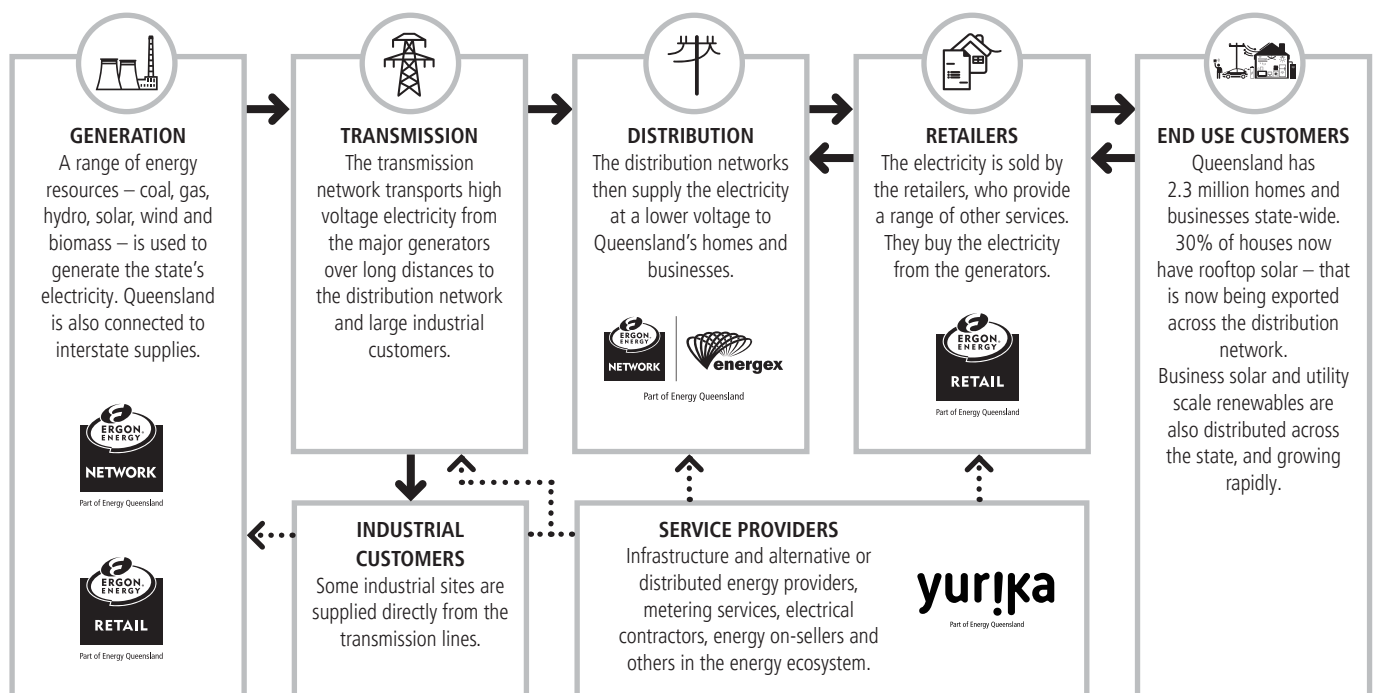 GENERATION
A range of energy
resources – coal, gas,
hydro, solar, wind and
biomass – is used to
generate the state's
electricity. Queensland
is also connected to
interstate supplies.
ERGON.
ENERGY
NETWORK
Part of Energy Queensland
ERGON.
ENERGY
RETAIL
Part of Energy Queensland
TRANSMISSION
The transmission
network transports high
voltage electricity from
the major generators
over long distances to
the distribution network
and large industrial
customers.
DISTRIBUTION
The distribution networks
then supply the electricity
at a lower voltage to
Queensland's homes and
businesses.
ERGON.
ENERGY
NETWORK
energex
Part of Energy Queensland
RETAILERS
The electricity is sold by
the retailers, who provide
a range of other services.
They buy the electricity
from the generators.
ERGON.
ENERGY
RETAIL
Part of Energy Queensland
END USE CUSTOMERS
Queensland has
2.3 million homes and
businesses state-wide.
30% of houses now
have rooftop solar – that
is now being exported
across the distribution
network.
Business solar and utility
scale renewables are
also distributed across
the state, and growing
rapidly.
INDUSTRIAL
CUSTOMERS
Some industrial sites are
supplied directly from the
transmission lines.
SERVICE PROVIDERS
Infrastructure and alternative or
distributed energy providers,
metering services, electrical
contractors, energy on-sellers and
others in the energy ecosystem.
yurika
Part of Energy Queensland